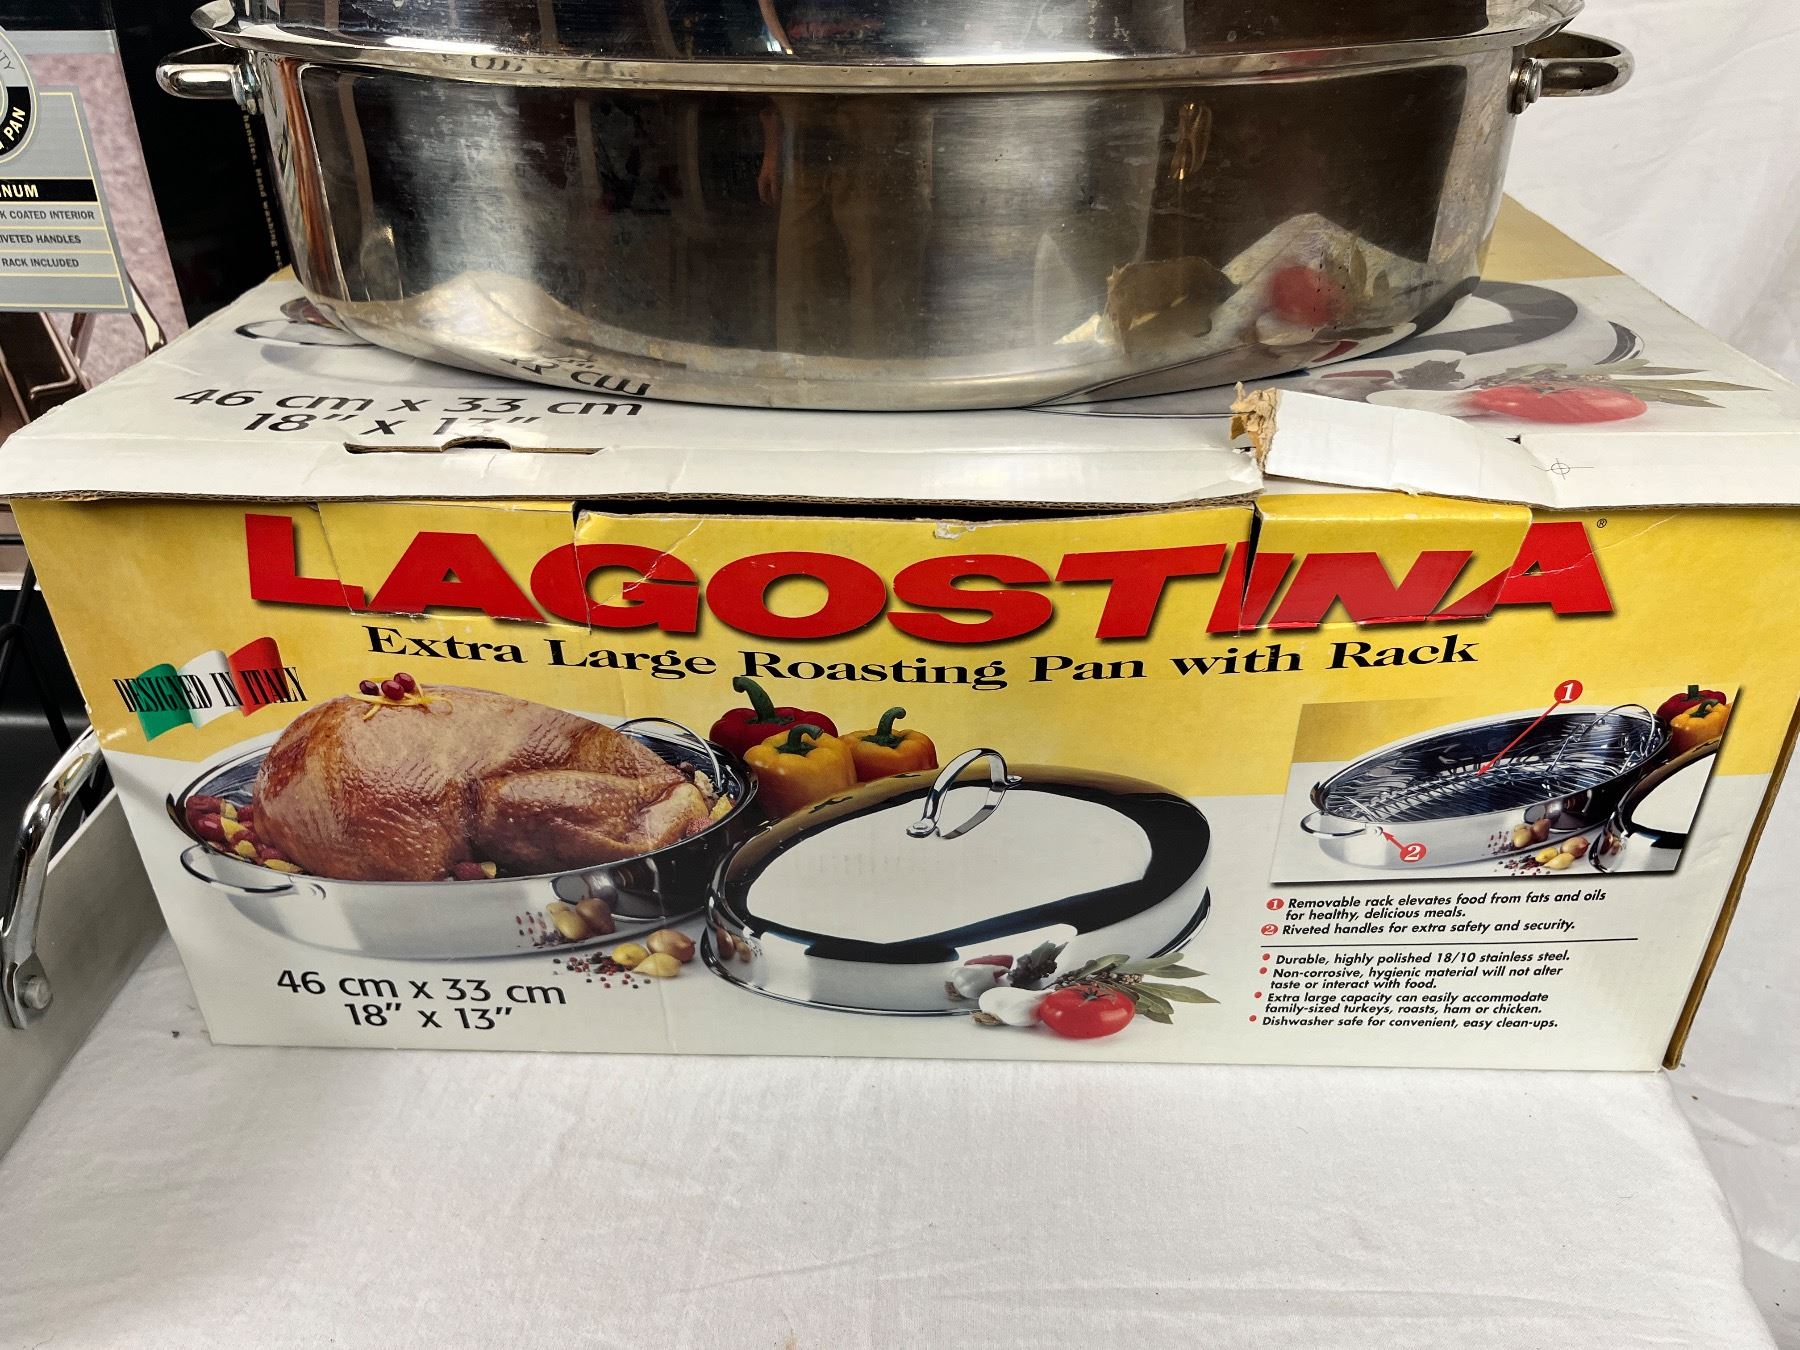 PAN
NUM
COATED INTERIOR
HANDLES
RACK INCLUDED
46 cm x 33 cm
18" x
LAGOSTINA®
Extra Large Roasting Pan with Rack
DESIGNED IN ITALY
1
2
46 cm x 33 cm
18" x 13"
1 Removable rack elevates food from fats and oils
for healthy, delicious meals.
2 Riveted handles for extra safety and security.
• Durable, highly polished 18/10 stainless steel.
• Non-corrosive, hygienic material will not alter
taste or interact with food.
• Extra large capacity can easily accommodate
family-sized turkeys, roasts, ham or chicken.
• Dishwasher safe for convenient, easy clean-ups.